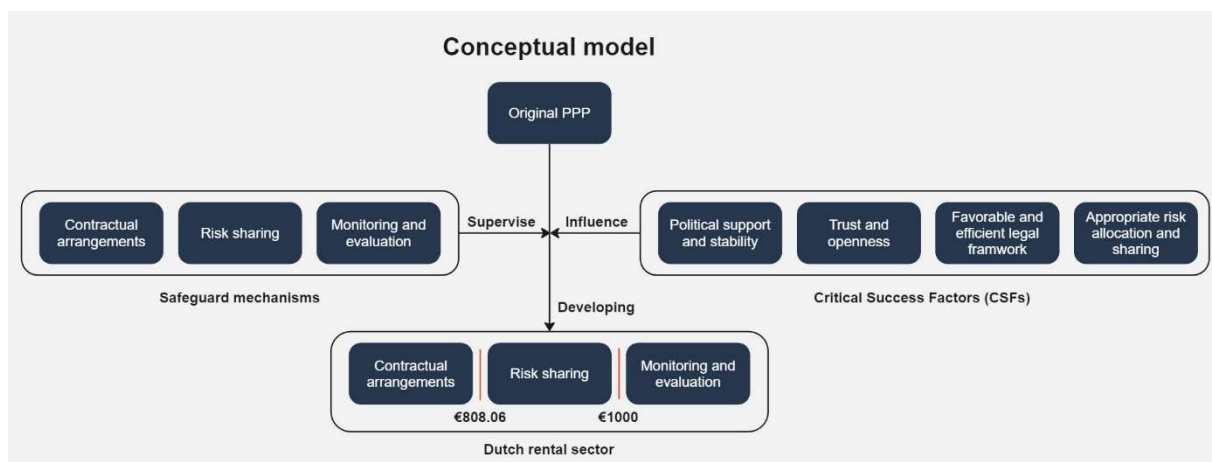 Conceptual model
Original PPP
Contractual
arrangements
Risk sharing
Monitoring and
evaluation
Supervise
Influence
Political support
and stability
Trust and
openness
Favorable and
efficient legal
framwork
Appropriate risk
allocation and
sharing
Safeguard mechanisms
Critical Success Factors (CSFs)
Developing
Contractual
arrangements
Risk sharing
Monitoring and
evaluation
€808.06
€1000
Dutch rental sector